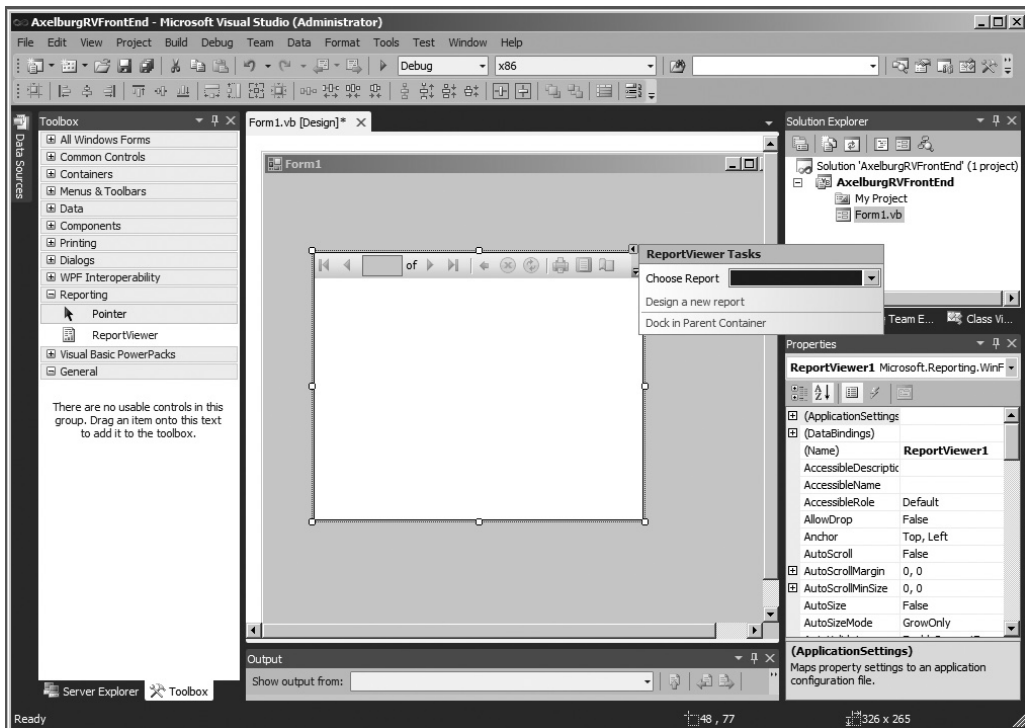 AxelburgRVFrontEnd - Microsoft Visual Studio (Administrator)
File Edit View Project Build Debug Team Data Format Tools Test Window Help
Debug x86
Data Sources
Toolbox
All Windows Forms
Common Controls
Containers
Menus & Toolbars
Data
Components
Printing
Dialogs
WPF Interoperability
Reporting
Pointer
ReportViewer
Visual Basic PowerPacks
General
There are no usable controls in this
group. Drag an item onto this text
to add it to the toolbox.
Server Explorer Toolbox
Form1.vb [Design]*
Form1
of
ReportViewer Tasks
Choose Report
Design a new report
Dock in Parent Container
Solution Explorer
Solution 'AxelburgRVFrontEnd' (1 project)
AxelburgRVFrontEnd
My Project
Form1.vb
Team E... Class Vi...
Properties
ReportViewer1 Microsoft.Reporting.WinF
(ApplicationSettings
(DataBindings)
(Name) ReportViewer1
AccessibleDescriptic
AccessibleName
AccessibleRole Default
AllowDrop False
Anchor Top, Left
AutoScroll False
AutoScrollMargin 0, 0
AutoScrollMinSize 0, 0
AutoSize False
AutoSizeMode GrowOnly
(ApplicationSettings)
Maps property settings to an application
configuration file.
Output
Show output from:
Ready 48 , 77 326 x 265